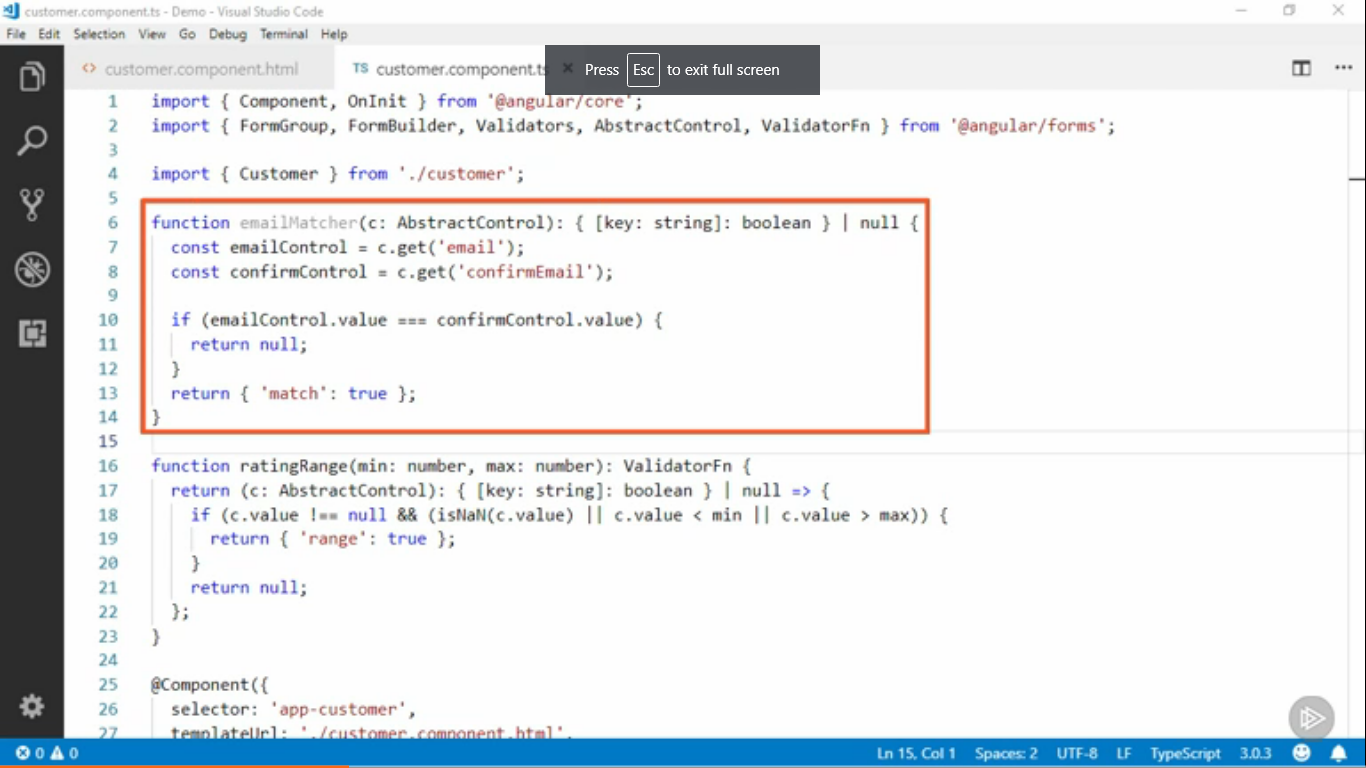 customer.component.ts - Demo - Visual Studio Code
File Edit Selection View Go Debug Terminal Help
<> customer.component.html TS customer.component.ts × Press Esc to exit full screen ...
1 import { Component, OnInit } from '@angular/core';
2 import { FormGroup, FormBuilder, Validators, AbstractControl, ValidatorFn } from '@angular/forms';
3
4 import { Customer } from './customer';
5
6 function emailMatcher(c: AbstractControl): { [key: string]: boolean } | null {
7 const emailControl = c.get('email');
8 const confirmControl = c.get('confirmEmail');
9
10 if (emailControl.value === confirmControl.value) {
11 return null;
12 }
13 return { 'match': true };
14 }
15
16 function ratingRange(min: number, max: number): ValidatorFn {
17 return (c: AbstractControl): { [key: string]: boolean } | null => {
18 if (c.value !== null && (isNaN(c.value) || c.value < min || c.value > max)) {
19 return { 'range': true };
20 }
21 return null;
22 };
23 }
24
25 @Component({
26 selector: 'app-customer',
27 templateUrl: './customer.component.html',
0 0 Ln 15, Col 1 Spaces: 2 UTF-8 LF TypeScript 3.0.3